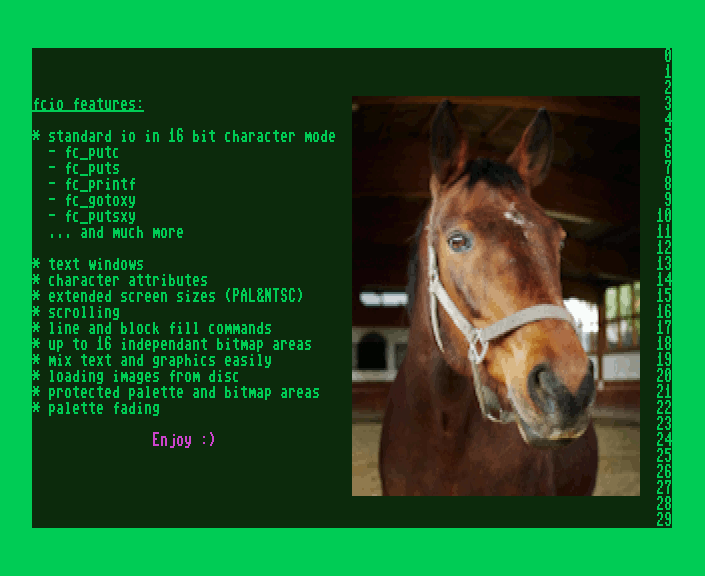 fcio features:
* standard io in 16 bit character mode
- fc_putc
- fc_puts
- fc_printf
- fc_gotoxy
- fc_putsxy
... and much more
* text windows
* character attributes
* extended screen sizes (PAL&NTSC)
* scrolling
* line and block fill commands
* up to 16 independant bitmap areas
* mix text and graphics easily
* loading images from disc
* protected palette and bitmap areas
* palette fading
Enjoy :)
0
1
2
3
4
5
6
7
8
9
10
11
12
13
14
15
16
17
18
19
20
21
22
23
24
25
26
27
28
29